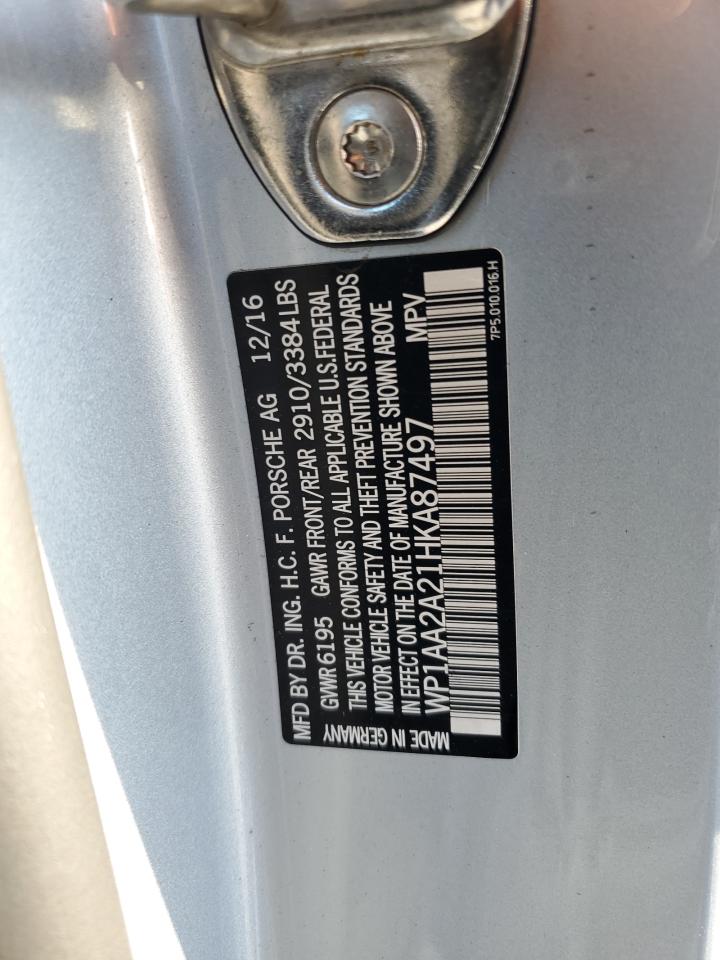 MFD BY DR. ING. H.C. F. PORSCHE AG 12/16
GVWR 6195 GAWR FRONT/REAR 2910/3384 LBS
THIS VEHICLE CONFORMS TO ALL APPLICABLE U.S.FEDERAL
MOTOR VEHICLE SAFETY AND THEFT PREVENTION STANDARDS
IN EFFECT ON THE DATE OF MANUFACTURE SHOWN ABOVE
WP1AA2A21HKA87497 MPV
MADE IN GERMANY
7P5.010.016.H